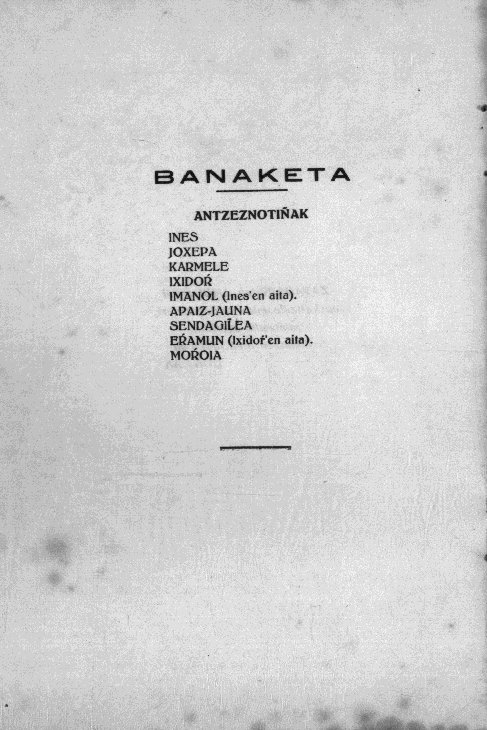 BANAKETA
ANTZEZNOTIÑAK
INES
JOXEPA
KARMELE
IXIDOŔ
IMANOL (Ines'en aita).
APAIZ-JAUNA
SENDAGIĹEA
EŔAMUN (Ixidoŕ'en aita).
MOŔOIA